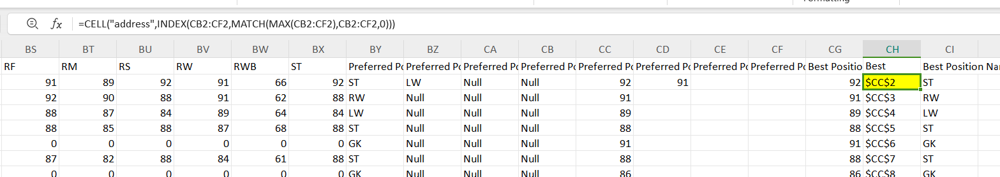 Formatting
fx =CELL("address",INDEX(CB2:CF2,MATCH(MAX(CB2:CF2),CB2:CF2,0)))
BS BT BU BV BW BX BY BZ CA CB CC CD CE CF CG CH CI
RF RM RS RW RWB ST Preferred Po Preferred Po Preferred Po Preferred Po Preferred Po Preferred Po Preferred Po Preferred Po Best Positio Best Best Position Na
91 89 92 91 66 92 ST LW Null Null 92 91 92 $CC$2 ST
92 90 88 91 62 88 RW Null Null Null 91 91 $CC$3 RW
88 87 84 89 64 84 LW Null Null Null 89 89 $CC$4 LW
88 85 88 87 68 88 ST Null Null Null 88 88 $CC$5 ST
0 0 0 0 0 0 GK Null Null Null 91 91 $CC$6 GK
87 82 88 84 61 88 ST Null Null Null 88 88 $CC$7 ST
0 0 0 0 0 0 GK Null Null Null 86 86 $CC$8 GK